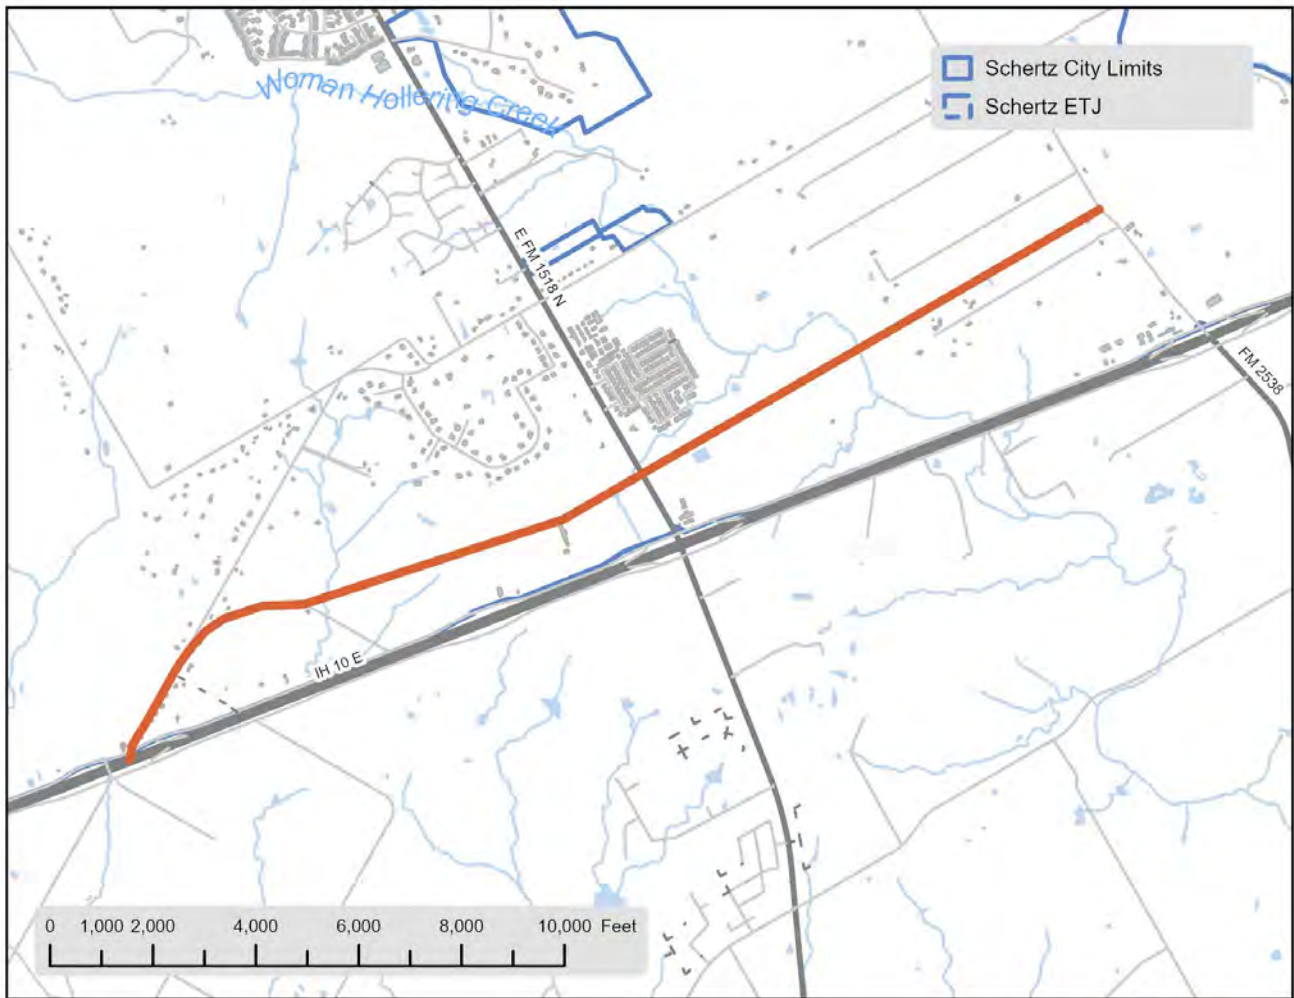 Woman Hollering Creek
Schertz City Limits
Schertz ETJ
E FM 1518 N
FM 2538
IH 10 E
0 1,000 2,000 4,000 6,000 8,000 10,000 Feet